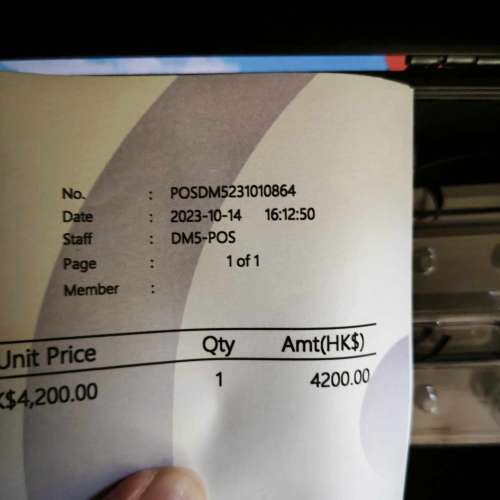 No. : POSDM5231010864
Date : 2023-10-14 16:12:50
Staff : DM5-POS
Page : 1 of 1
Member :
Unit Price Qty Amt(HK$)
K$4,200.00 1 4200.00